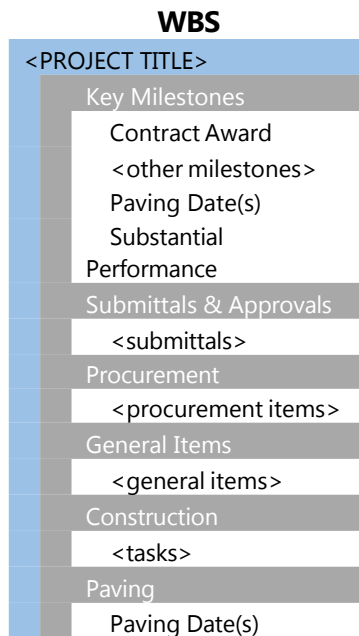 WBS
<PROJECT TITLE>
Key Milestones
Contract Award
<other milestones>
Paving Date(s)
Substantial
Performance
Submittals & Approvals
<submittals>
Procurement
<procurement items>
General Items
<general items>
Construction
<tasks>
Paving
Paving Date(s)